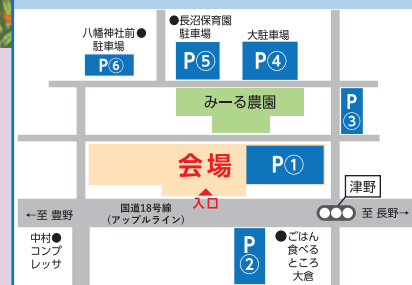 八幡神社前●
駐車場
P⑥
●長沼保育園
駐車場
P⑤
大駐車場
P④
みーる農園
P
③
会場
P①
入口
津野
←至 豊野
国道18号線
(アップルライン)
至 長野→
中村●
コンプ
レッサ
P
②
●ごはん
食べる
ところ
大倉